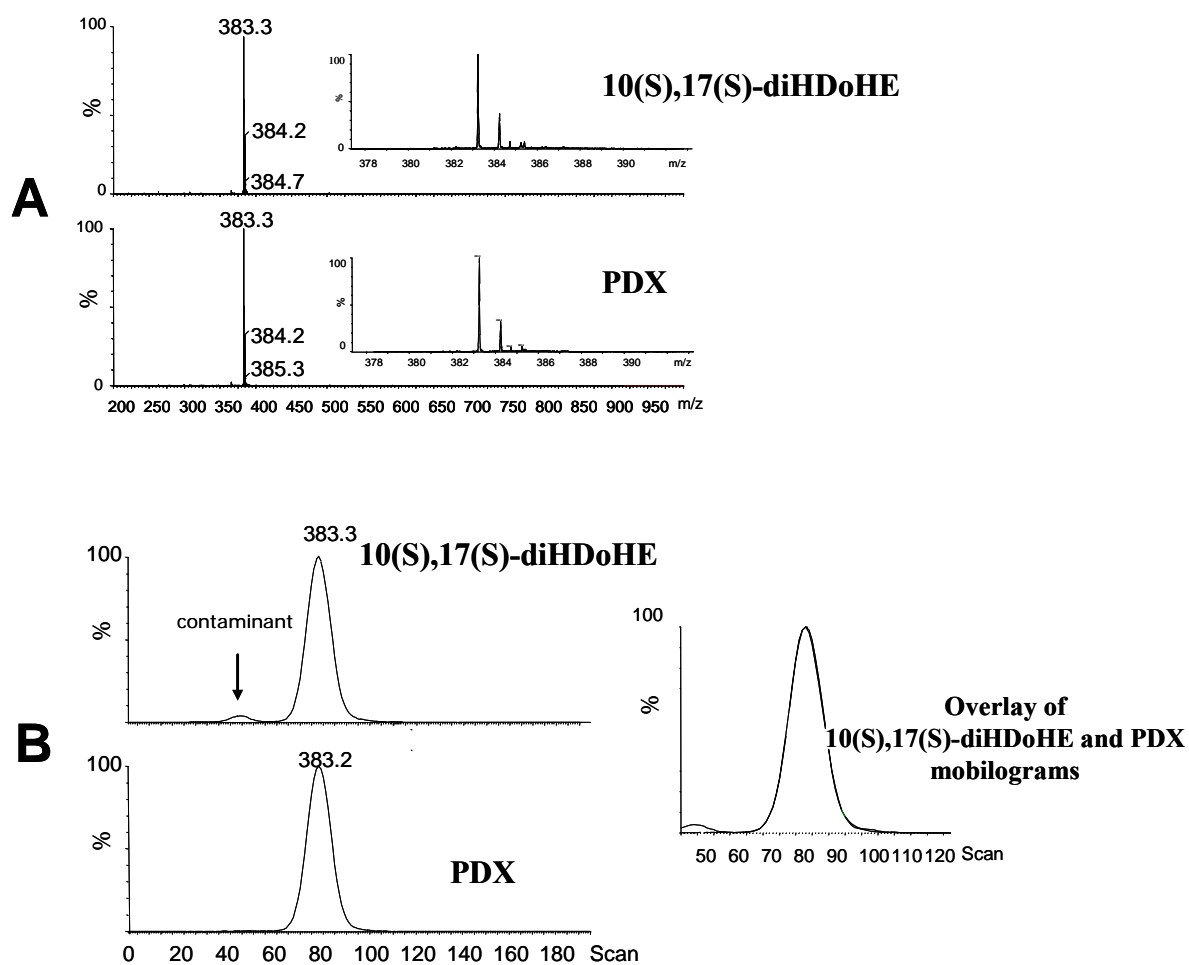 A
100
%
0
383.3
384.2
384.7
100
%
0
378 380 382 384 386 388 390 m/z
10(S),17(S)-diHDoHE
100
%
0
383.3
384.2
385.3
100
%
0
378 380 382 384 386 388 390 m/z
PDX
200 250 300 350 400 450 500 550 600 650 700 750 800 850 900 950 m/z
B
100
%
383.3
10(S),17(S)-diHDoHE
contaminant
100
%
383.2
PDX
0 20 40 60 80 100 120 140 160 180 Scan
100
%
Overlay of
10(S),17(S)-diHDoHE and PDX
mobilograms
50 60 70 80 90 100 110 120 Scan